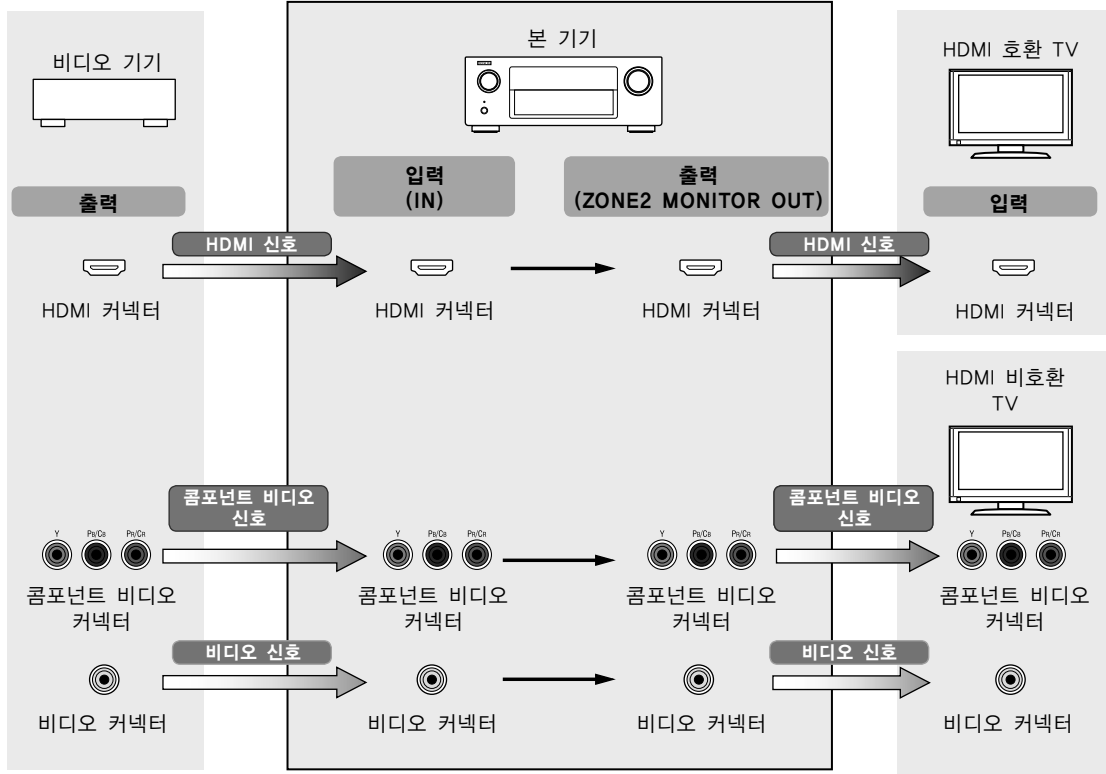 비디오 기기
본 기기
HDMI 호환 TV
출력
입력
(IN)
출력
(ZONE2 MONITOR OUT)
입력
HDMI 신호
HDMI 신호
HDMI 커넥터
HDMI 커넥터
HDMI 커넥터
HDMI 커넥터
HDMI 비호환
TV
콤포넌트 비디오
신호
콤포넌트 비디오
신호
Y PB/CB PR/CR
Y PB/CB PR/CR
Y PB/CB PR/CR
Y PB/CB PR/CR
콤포넌트 비디오
커넥터
콤포넌트 비디오
커넥터
콤포넌트 비디오
커넥터
콤포넌트 비디오
커넥터
비디오 신호
비디오 신호
비디오 커넥터
비디오 커넥터
비디오 커넥터
비디오 커넥터